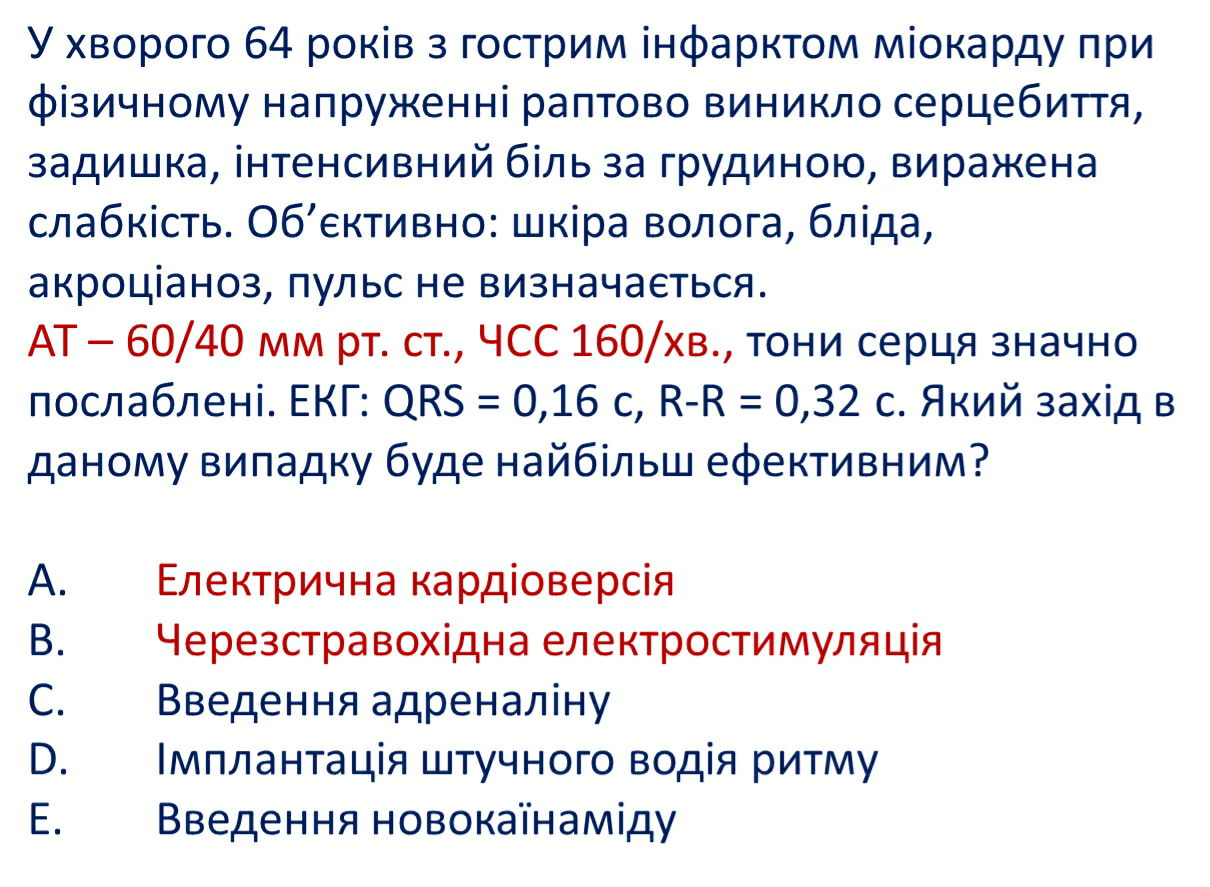 У хворого 64 років з гострим інфарктом міокарду при
фізичному напруженні раптово виникло серцебиття,
задишка, інтенсивний біль за грудиною, виражена
слабкість. Об’єктивно: шкіра волога, бліда,
акроціаноз, пульс не визначається.
АТ – 60/40 мм рт. ст., ЧСС 160/хв., тони серця значно
послаблені. ЕКГ: QRS = 0,16 с, R-R = 0,32 с. Який захід в
даному випадку буде найбільш ефективним?
A. Електрична кардіоверсія
B. Черезстравохідна електростимуляція
C. Введення адреналіну
D. Імплантація штучного водія ритму
E. Введення новокаїнаміду